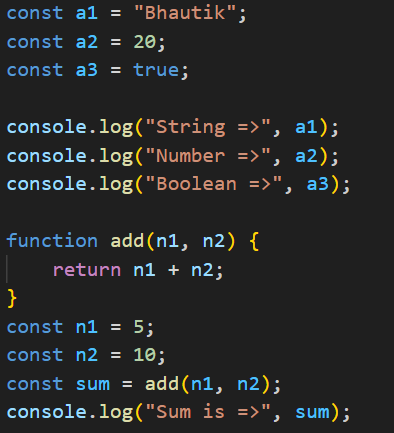 const a1 = "Bhautik";
const a2 = 20;
const a3 = true;

console.log("String =>", a1);
console.log("Number =>", a2);
console.log("Boolean =>", a3);

function add(n1, n2) {
    return n1 + n2;
}
const n1 = 5;
const n2 = 10;
const sum = add(n1, n2);
console.log("Sum is =>", sum);